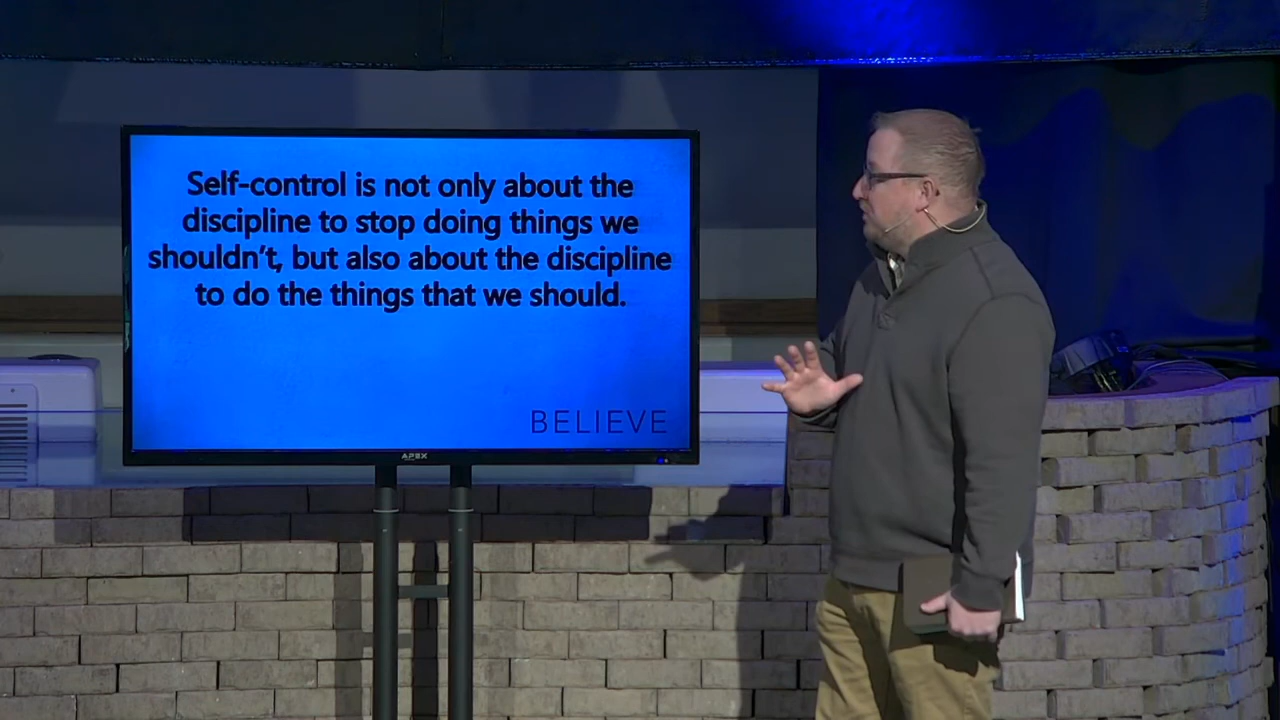 Self-control is not only about the
discipline to stop doing things we
shouldn't, but also about the discipline
to do the things that we should.
BELIEVE
APEX